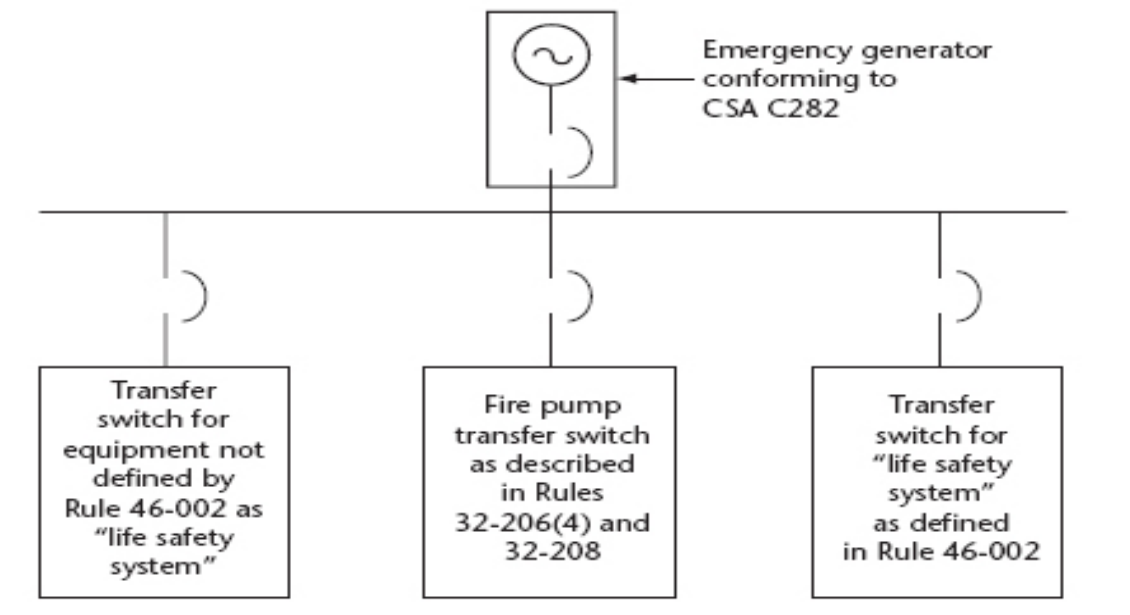 Emergency generator
conforming to
CSA C282
Transfer
switch for
equipment not
defined by
Rule 46-002 as
“life safety
system”
Fire pump
transfer switch
as described
in Rules
32-206(4) and
32-208
Transfer
switch for
“life safety
system”
as defined
in Rule 46-002